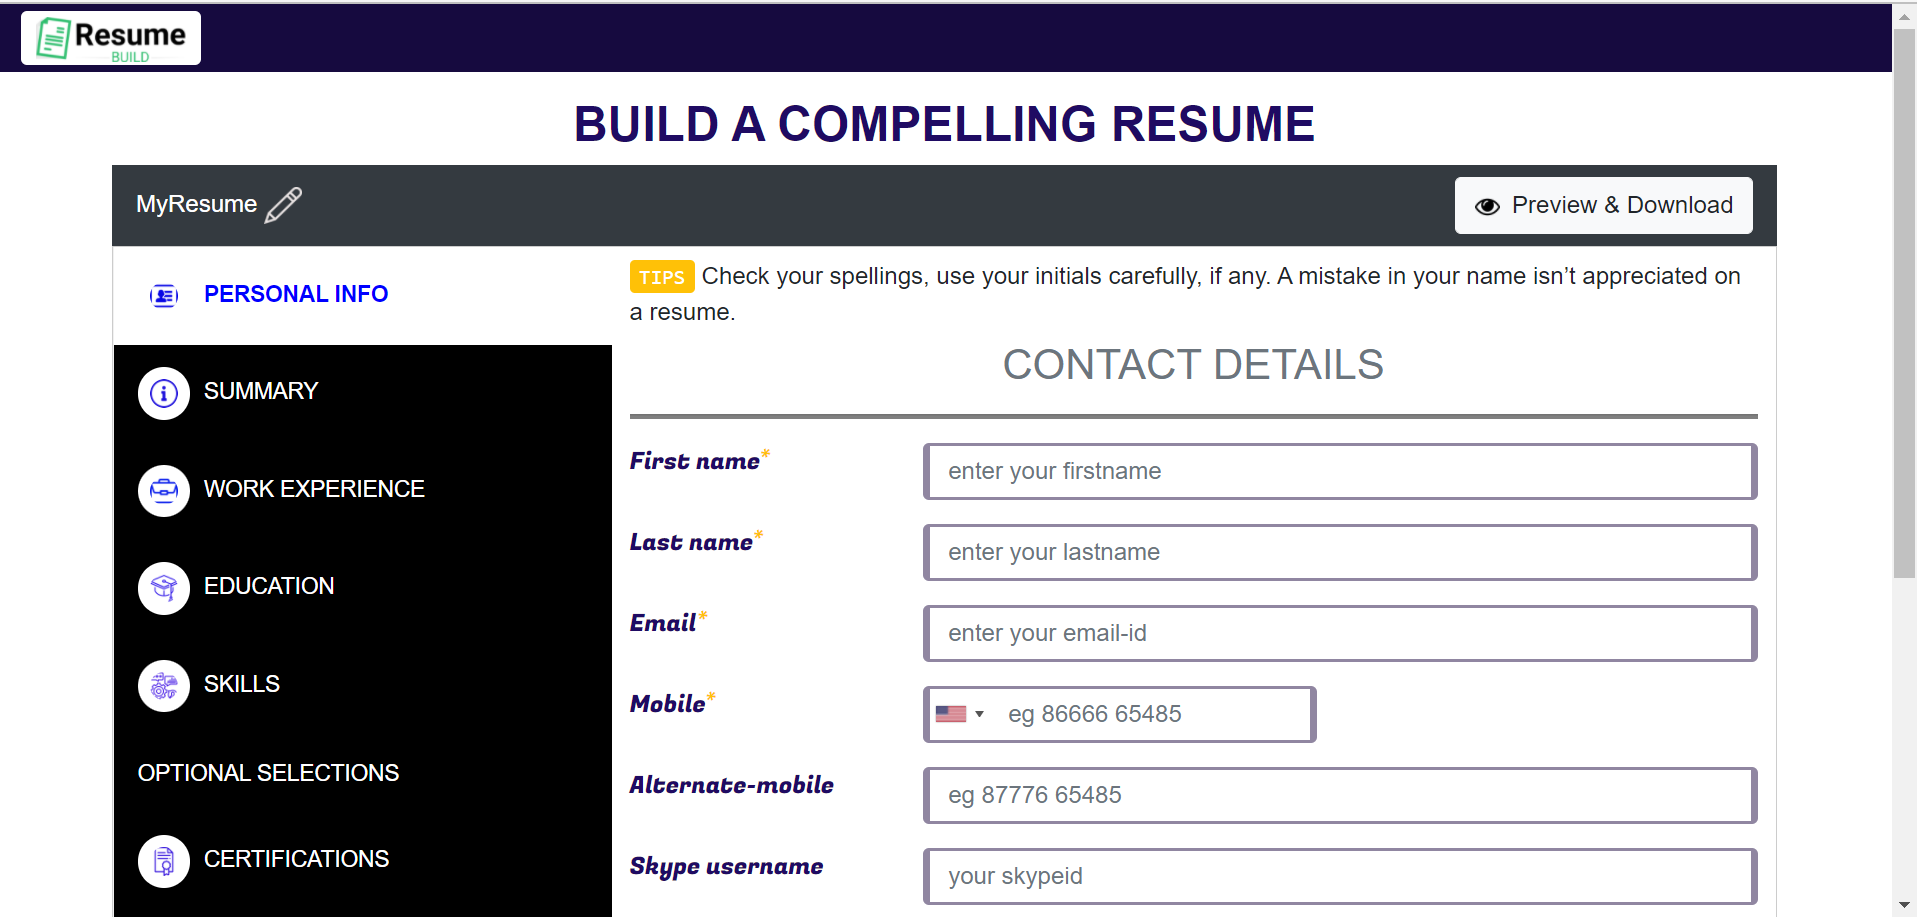 Resume
BUILD
BUILD A COMPELLING RESUME
MyResume
Preview & Download
PERSONAL INFO
SUMMARY
WORK EXPERIENCE
EDUCATION
SKILLS
OPTIONAL SELECTIONS
CERTIFICATIONS
TIPS Check your spellings, use your initials carefully, if any. A mistake in your name isn’t appreciated on
a resume.
CONTACT DETAILS
First name* enter your firstname
Last name* enter your lastname
Email* enter your email-id
Mobile* eg 86666 65485
Alternate-mobile eg 87776 65485
Skype username your skypeid